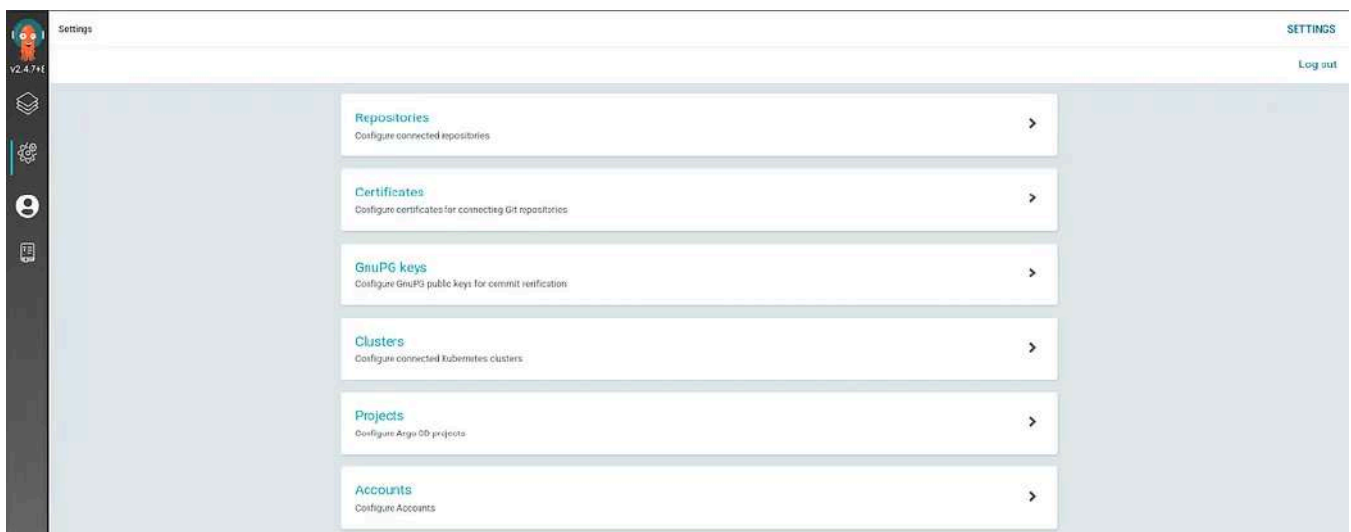 Settings
SETTINGS
v2.4.7+
Log out
Repositories
Configure connected repositories
Certificates
Configure certificates for connecting Git repositories
GnuPG keys
Configure GnuPG public keys for commit verification
Clusters
Configure connected Kubernetes clusters
Projects
Configure Argo CD projects
Accounts
Configure Accounts